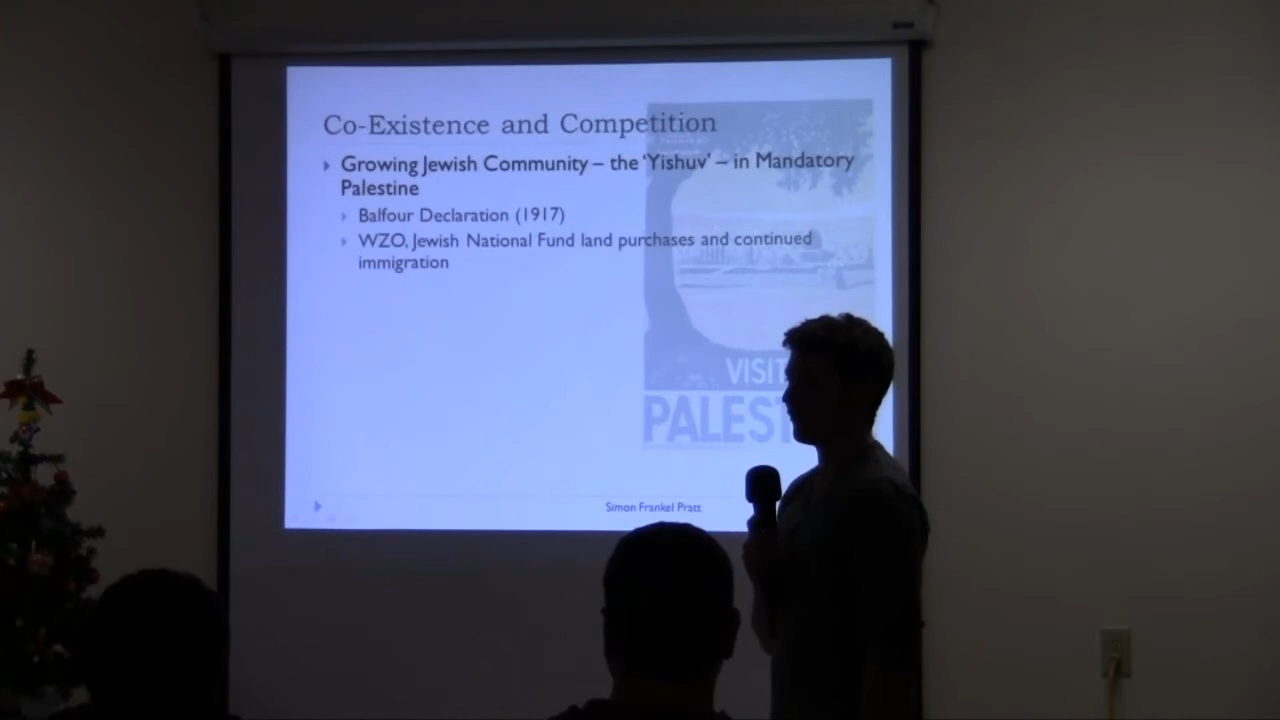 Co-Existence and Competition
Growing Jewish Community – the ‘Yishuv’ – in Mandatory
Palestine
Balfour Declaration (1917)
WZO, Jewish National Fund land purchases and continued
immigration
VISIT
Simon Frankel Pratt